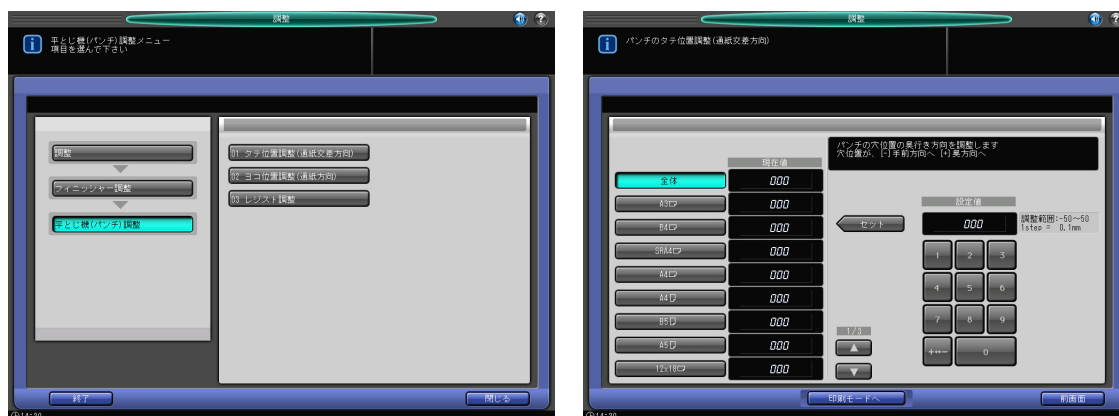 調整
平とじ機(パンチ)調整メニュー
項目を選んで下さい
調整
フィニッシャー調整
平とじ機(パンチ)調整
01 タテ位置調整(通紙交差方向)
02 ヨコ位置調整(通紙方向)
03 レジスト調整
終了
閉じる
14:20
調整
パンチのタテ位置調整(通紙交差方向)
パンチの穴位置の奥行き方向を調整します
穴位置が、[-]手前方向へ [+]奥方向へ
現在値
全体 000
A3 000
B4 000
SRA4 000
A4 000
A4 000
B5 000
A5 000
12x18 000
セット
設定値
000
調整範囲:-50〜50
1step = 0.1mm
1 2 3
4 5 6
7 8 9
+↔- 0
1/3
印刷モードへ
前画面